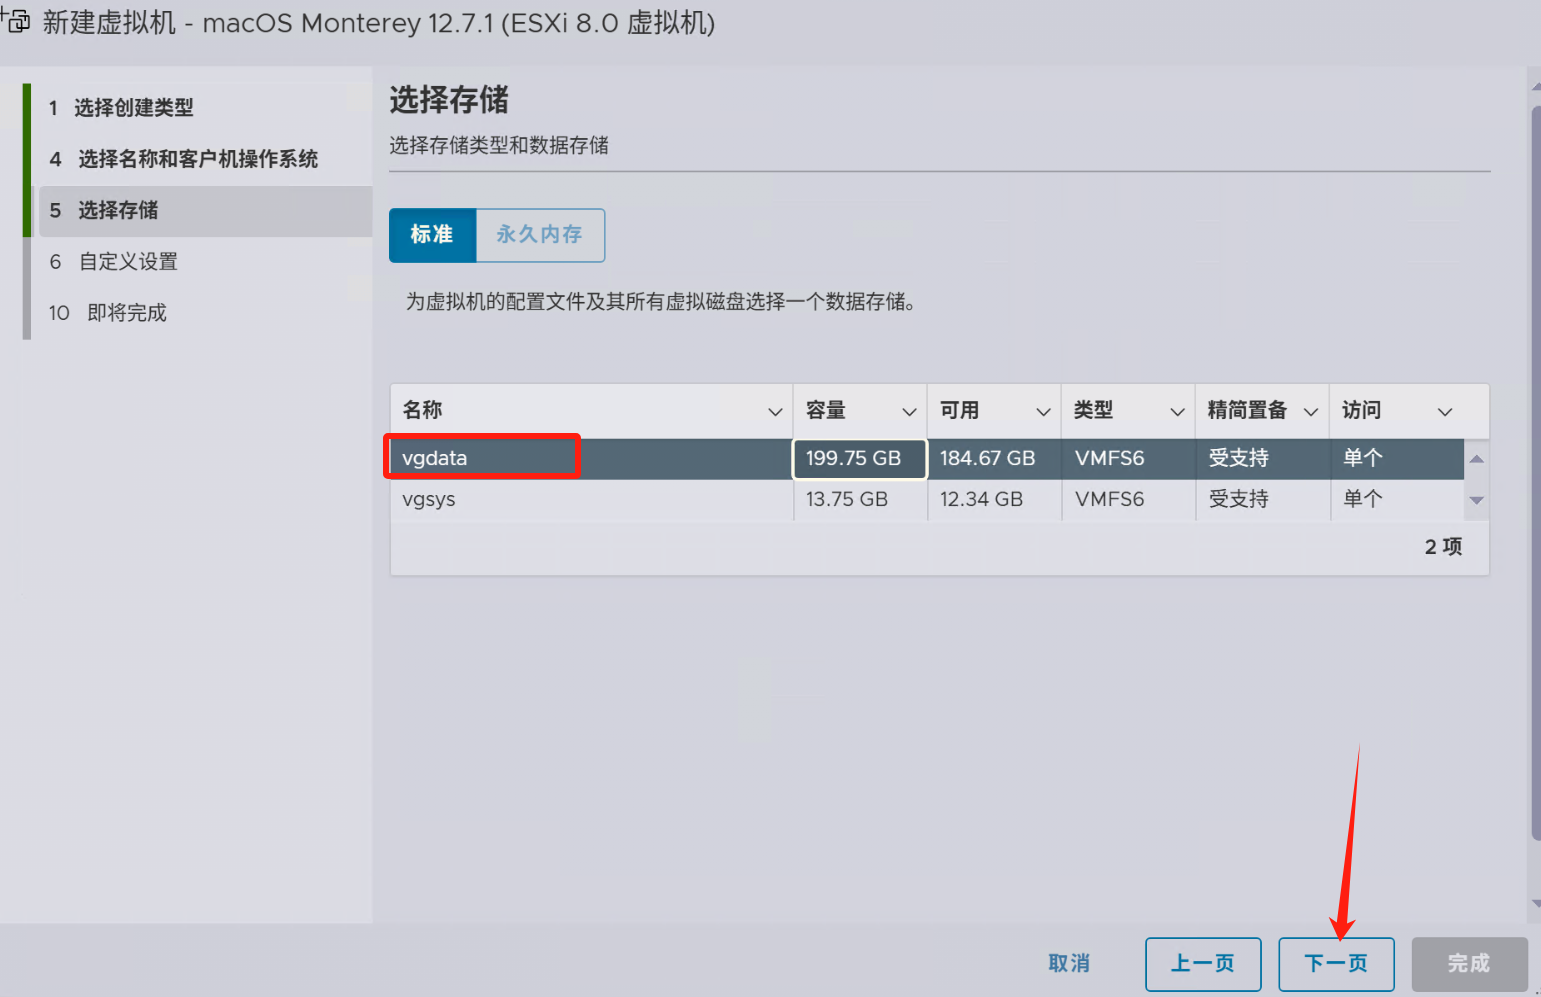 新建虚拟机 - macOS Monterey 12.7.1 (ESXi 8.0 虚拟机)
1 选择创建类型
4 选择名称和客户机操作系统
5 选择存储
6 自定义设置
10 即将完成
选择存储
选择存储类型和数据存储
标准 永久内存
为虚拟机的配置文件及其所有虚拟磁盘选择一个数据存储。
名称 容量 可用 类型 精简置备 访问
vgdata 199.75 GB 184.67 GB VMFS6 受支持 单个
vgsys 13.75 GB 12.34 GB VMFS6 受支持 单个
2 项
取消 上一页 下一页 完成